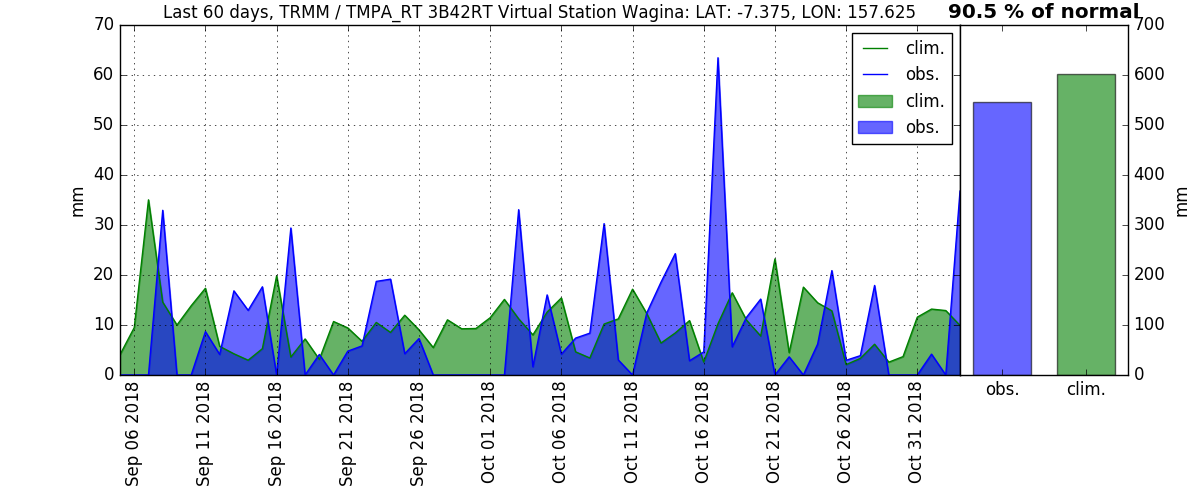 Last 60 days, TRMM / TMPA_RT 3B42RT Virtual Station Wagina: LAT: -7.375, LON: 157.625
90.5 % of normal
70
60
50
40
30
20
10
0
mm
clim.
obs.
clim.
obs.
Sep 06 2018
Sep 11 2018
Sep 16 2018
Sep 21 2018
Sep 26 2018
Oct 01 2018
Oct 06 2018
Oct 11 2018
Oct 16 2018
Oct 21 2018
Oct 26 2018
Oct 31 2018
700
600
500
400
300
200
100
0
mm
obs.
clim.